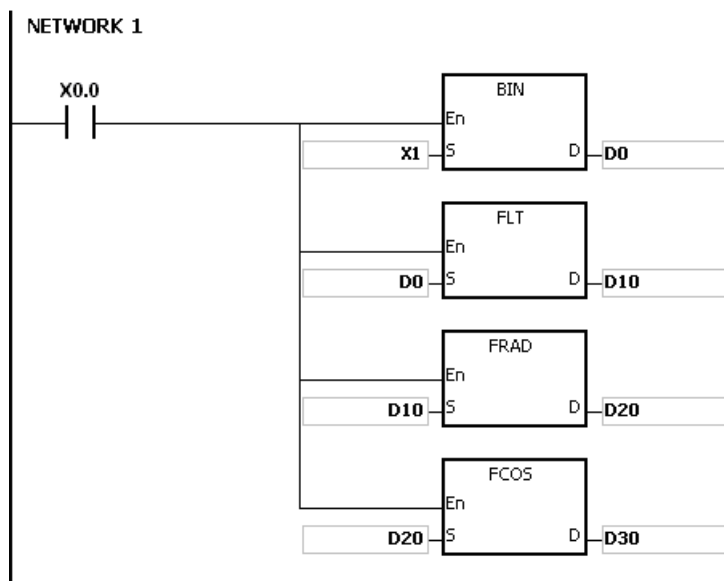 NETWORK 1
X0.0
BIN
En
X1 S D D0
FLT
En
D0 S D D10
FRAD
En
D10 S D D20
FCOS
En
D20 S D D30